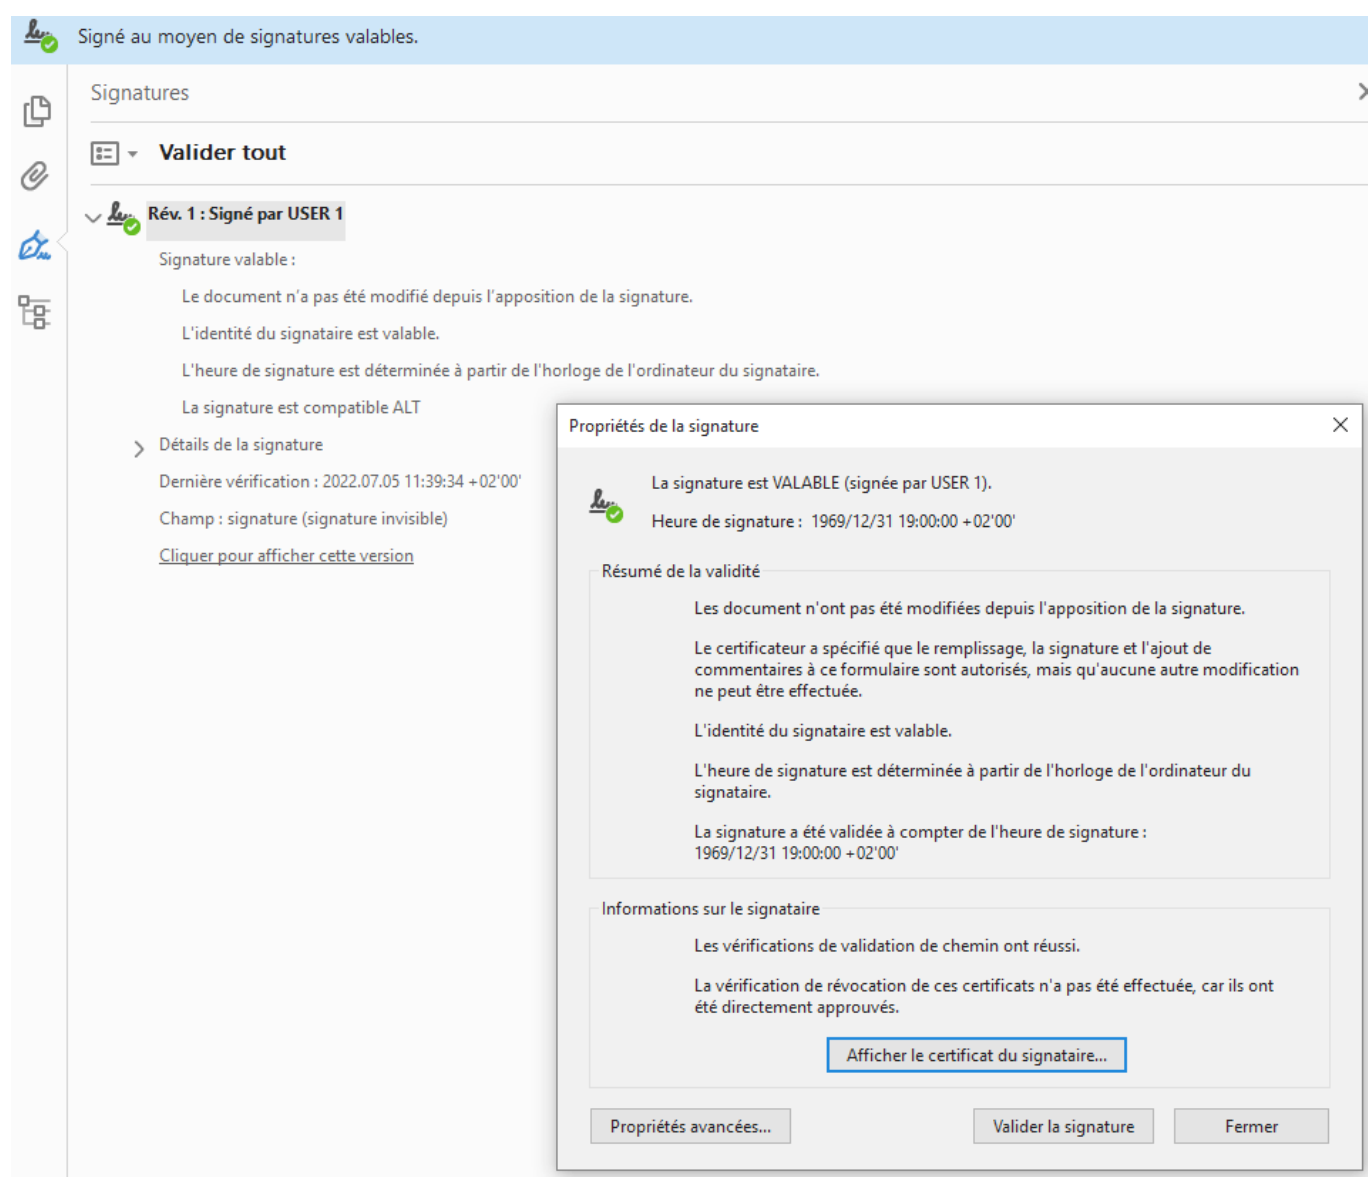 Signé au moyen de signatures valables.
Signatures
Valider tout
Rév. 1 : Signé par USER 1
Signature valable :
Le document n'a pas été modifié depuis l'apposition de la signature.
L'identité du signataire est valable.
L'heure de signature est déterminée à partir de l'horloge de l'ordinateur du signataire.
La signature est compatible ALT
Détails de la signature
Dernière vérification : 2022.07.05 11:39:34 +02'00'
Champ : signature (signature invisible)
Cliquer pour afficher cette version
Propriétés de la signature
La signature est VALABLE (signée par USER 1).
Heure de signature : 1969/12/31 19:00:00 +02'00'
Résumé de la validité
Les document n'ont pas été modifiées depuis l'apposition de la signature.
Le certificateur a spécifié que le remplissage, la signature et l'ajout de
commentaires à ce formulaire sont autorisés, mais qu'aucune autre modification
ne peut être effectuée.
L'identité du signataire est valable.
L'heure de signature est déterminée à partir de l'horloge de l'ordinateur du
signataire.
La signature a été validée à compter de l'heure de signature :
1969/12/31 19:00:00 +02'00'
Informations sur le signataire
Les vérifications de validation de chemin ont réussi.
La vérification de révocation de ces certificats n'a pas été effectuée, car ils ont
été directement approuvés.
Afficher le certificat du signataire...
Propriétés avancées...
Valider la signature
Fermer